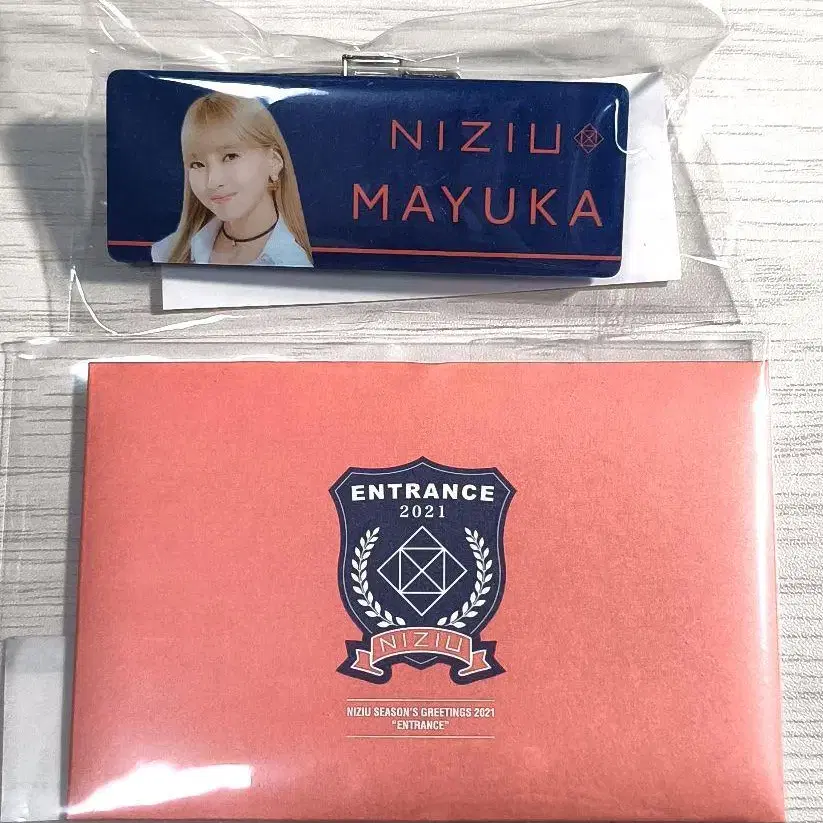 NIZIU
MAYUKA
ENTRANCE
2021
NIZIU
NIZIU SEASON'S GREETINGS 2021
"ENTRANCE"